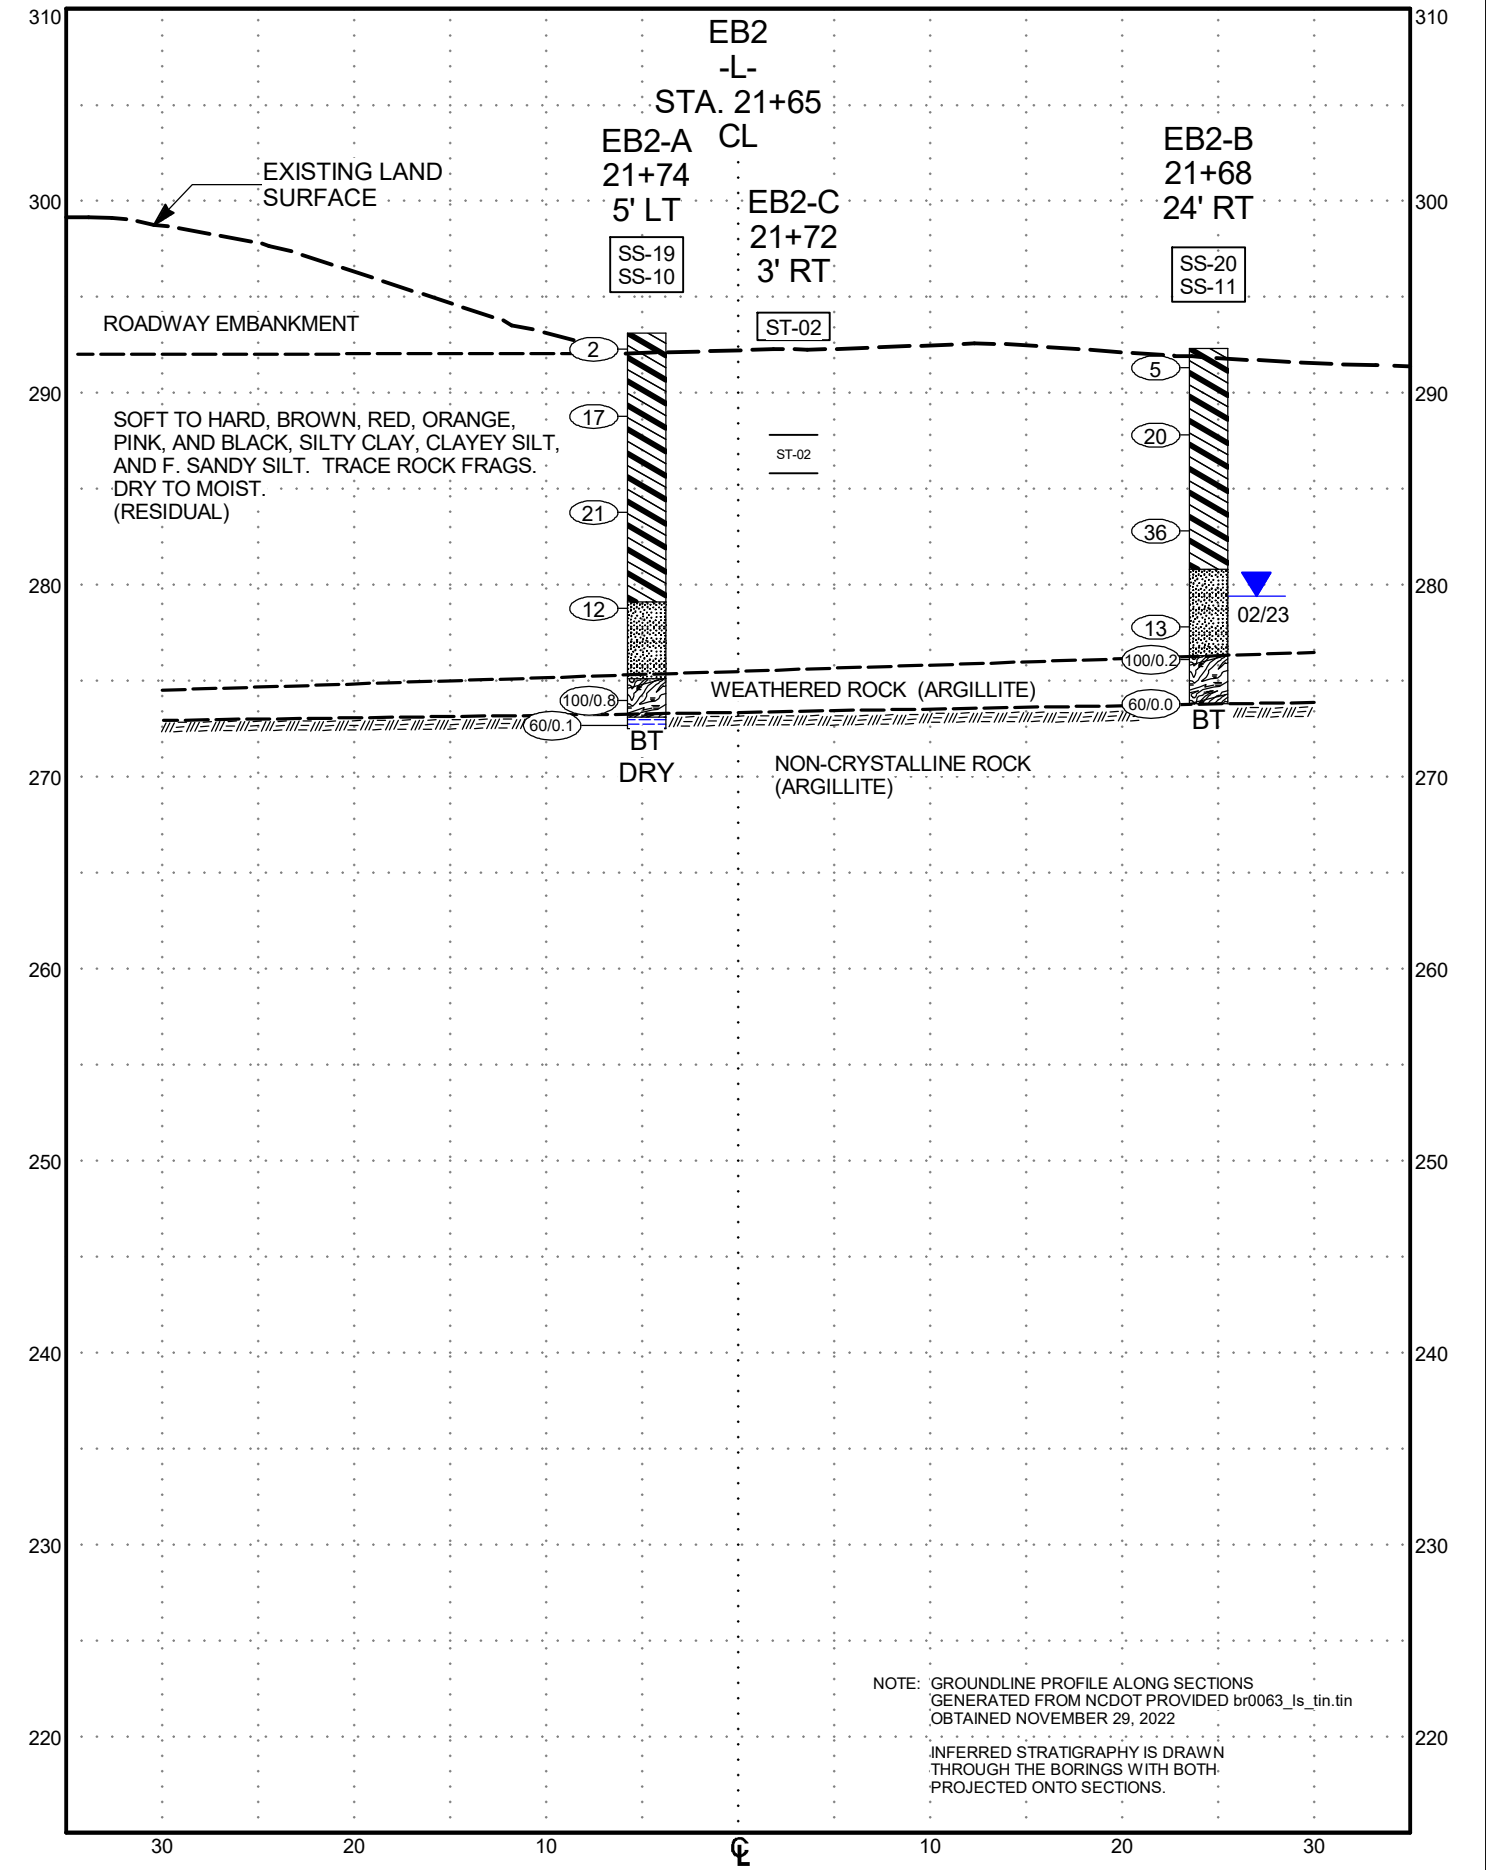 310
310
EB2
-L-
STA. 21+65
CL
EB2-A
21+74
5' LT
EB2-B
21+68
24' RT
EXISTING LAND
SURFACE
300
300
EB2-C
21+72
3' RT
SS-19
SS-10
SS-20
SS-11
ROADWAY EMBANKMENT
ST-02
2
5
290
290
SOFT TO HARD, BROWN, RED, ORANGE,
PINK, AND BLACK, SILTY CLAY, CLAYEY SILT,
AND F. SANDY SILT. TRACE ROCK FRAGS.
DRY TO MOIST.
(RESIDUAL)
17
20
ST-02
21
36
280
280
12
13
02/23
100/0.2
WEATHERED ROCK (ARGILLITE)
100/0.8
60/0.0
60/0.1
BT
DRY
BT
NON-CRYSTALLINE ROCK
(ARGILLITE)
270
270
260
260
250
250
240
240
230
230
NOTE: GROUNDLINE PROFILE ALONG SECTIONS
GENERATED FROM NCDOT PROVIDED br0063_ls_tin.tin
OBTAINED NOVEMBER 29, 2022
INFERRED STRATIGRAPHY IS DRAWN
THROUGH THE BORINGS WITH BOTH
PROJECTED ONTO SECTIONS.
220
220
30 20 10 ℄ 10 20 30